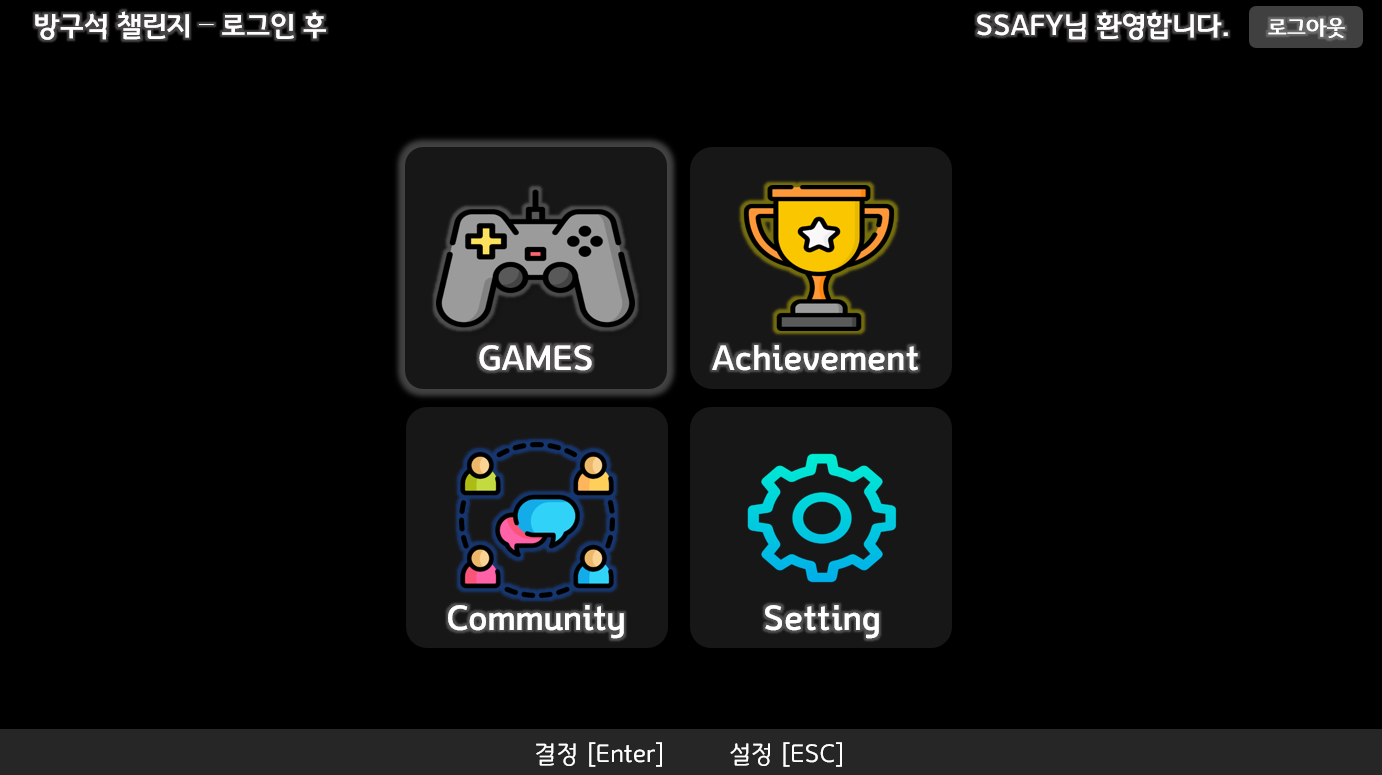 방구석 챌린지 – 로그인 후
SSAFY님 환영합니다. 로그아웃
GAMES
Achievement
Community
Setting
결정 [Enter] 설정 [ESC]